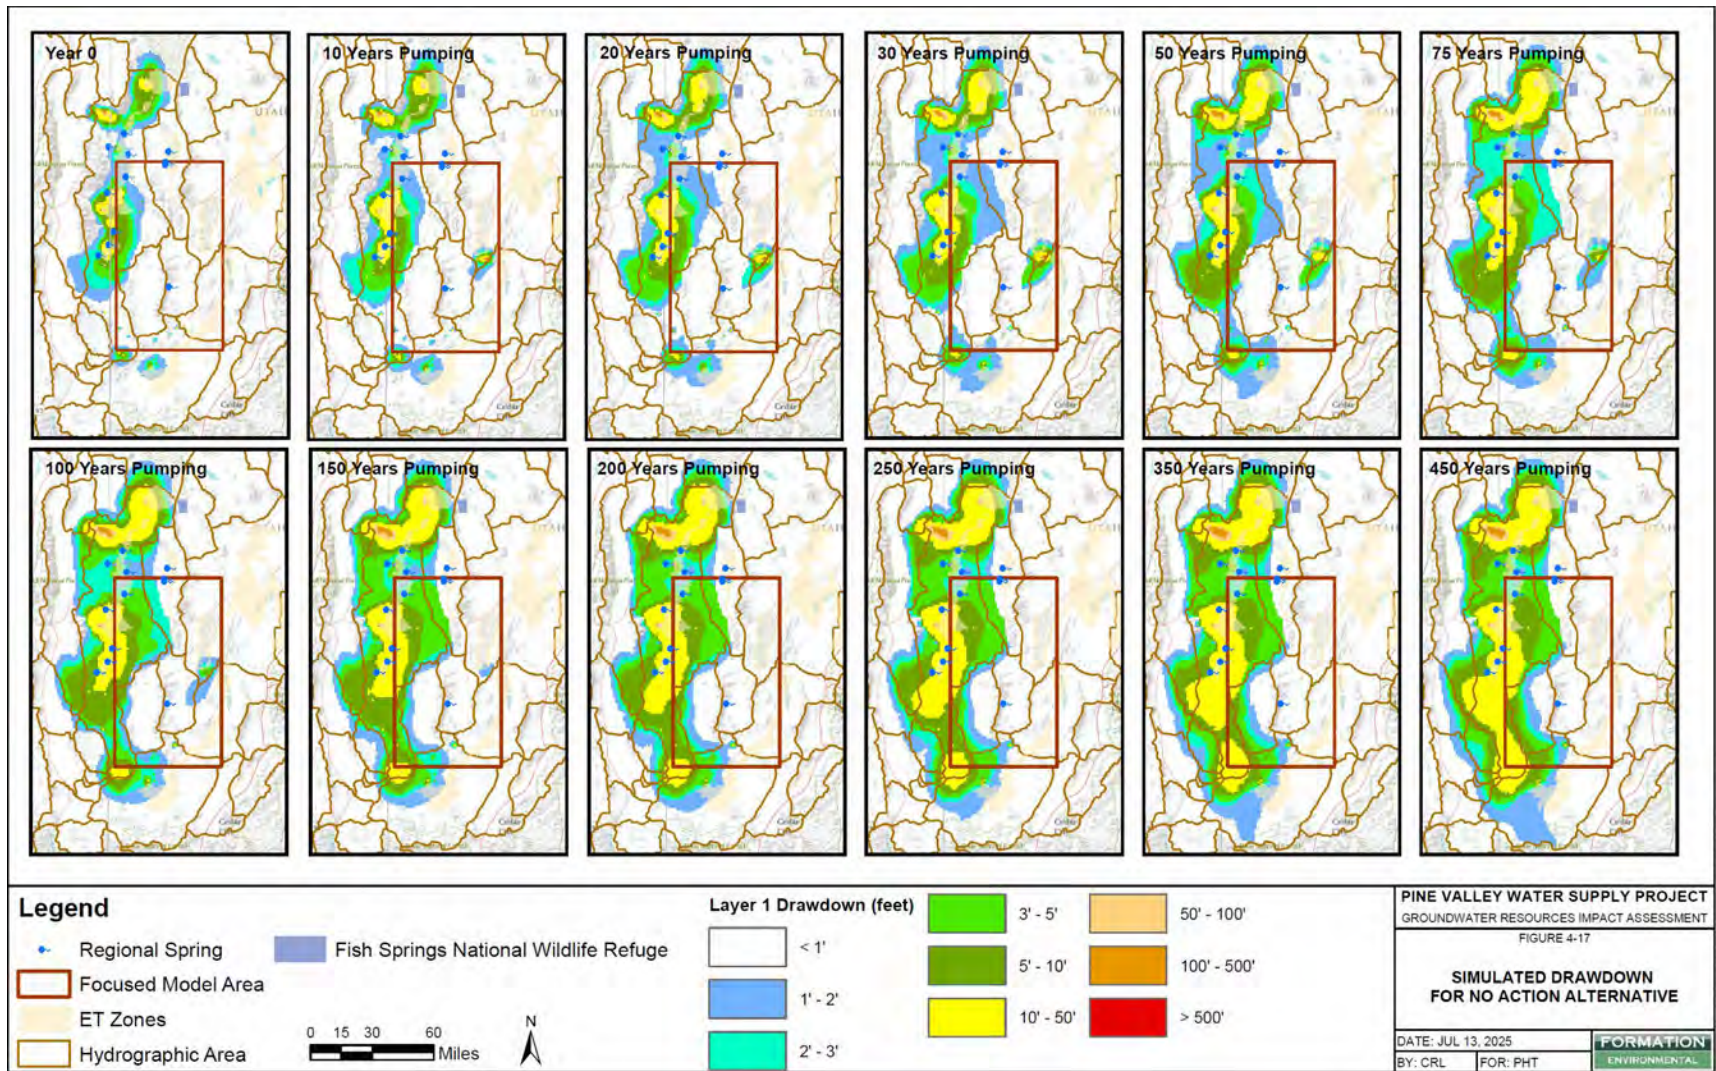 Year 0
10 Years Pumping
20 Years Pumping
30 Years Pumping
50 Years Pumping
75 Years Pumping
100 Years Pumping
150 Years Pumping
200 Years Pumping
250 Years Pumping
350 Years Pumping
450 Years Pumping
Legend
Regional Spring
Fish Springs National Wildlife Refuge
Focused Model Area
ET Zones
Hydrographic Area
0 15 30 60
Miles
N
Layer 1 Drawdown (feet)
< 1'
1' - 2'
2' - 3'
3' - 5'
5' - 10'
10' - 50'
50' - 100'
100' - 500'
> 500'
PINE VALLEY WATER SUPPLY PROJECT
GROUNDWATER RESOURCES IMPACT ASSESSMENT
FIGURE 4-17
SIMULATED DRAWDOWN
FOR NO ACTION ALTERNATIVE
DATE: JUL 13, 2025
BY: CRL
FOR: PHT
FORMATION
ENVIRONMENTAL